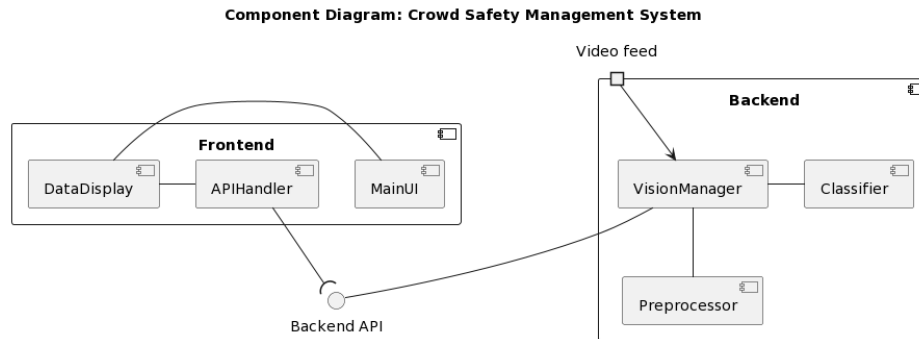 Component Diagram: Crowd Safety Management System
Video feed
Backend
Frontend
DataDisplay
APIHandler
MainUI
VisionManager
Classifier
Preprocessor
Backend API